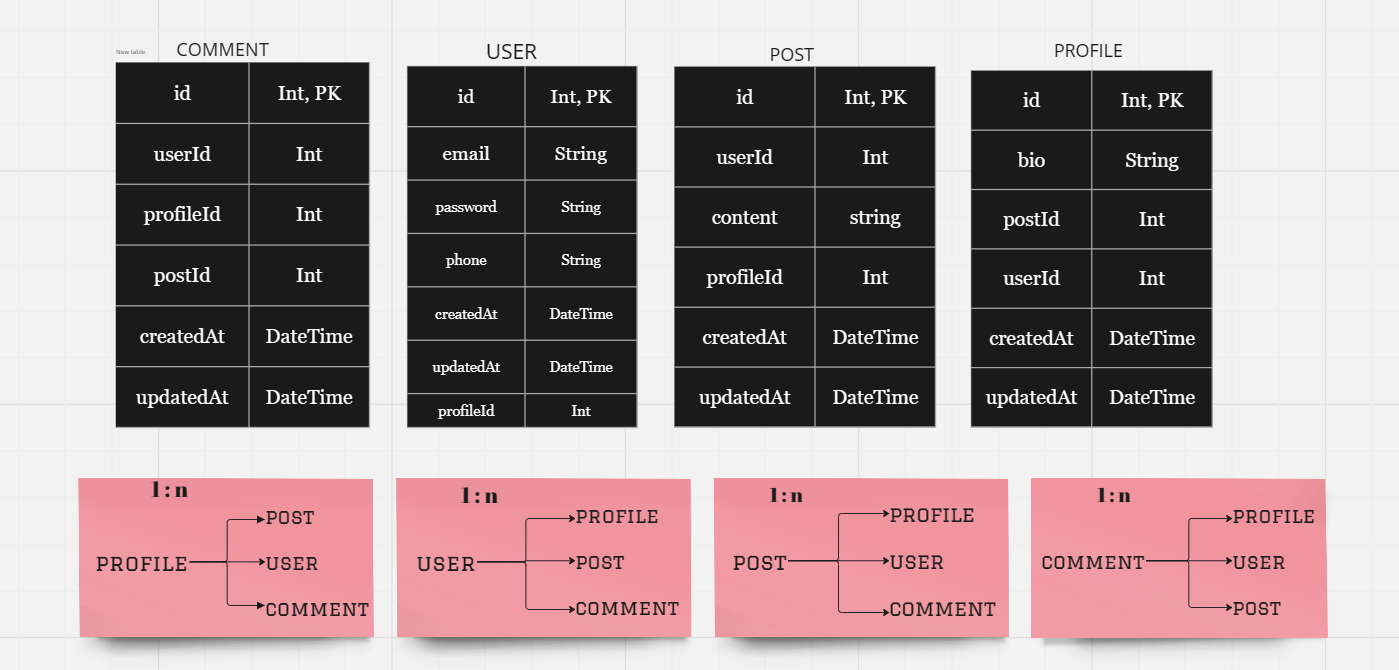 New table
COMMENT
id Int, PK
userId Int
profileId Int
postId Int
createdAt DateTime
updatedAt DateTime
USER
id Int, PK
email String
password String
phone String
createdAt DateTime
updatedAt DateTime
profileId Int
POST
id Int, PK
userId Int
content string
profileId Int
createdAt DateTime
updatedAt DateTime
PROFILE
id Int, PK
bio String
postId Int
userId Int
createdAt DateTime
updatedAt DateTime
1:n
PROFILE
POST
USER
COMMENT
1:n
USER
PROFILE
POST
COMMENT
1:n
POST
PROFILE
USER
COMMENT
1:n
COMMENT
PROFILE
USER
POST